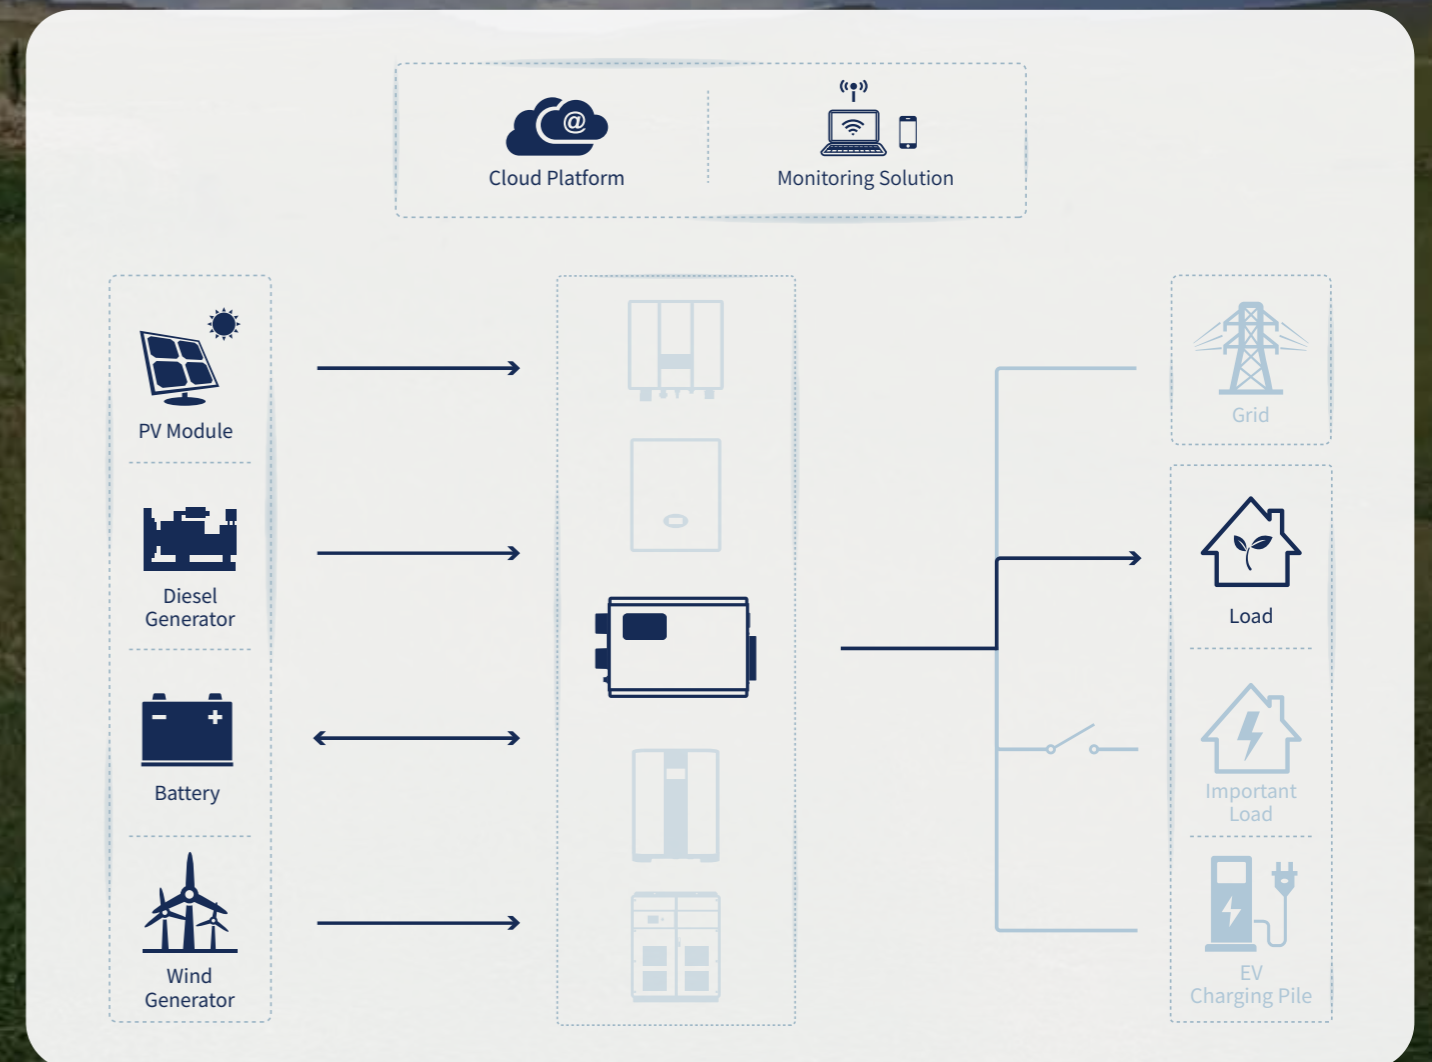 Cloud Platform
Monitoring Solution
PV Module
Diesel
Generator
Battery
Wind
Generator
Grid
Load
Important
Load
EV
Charging Pile